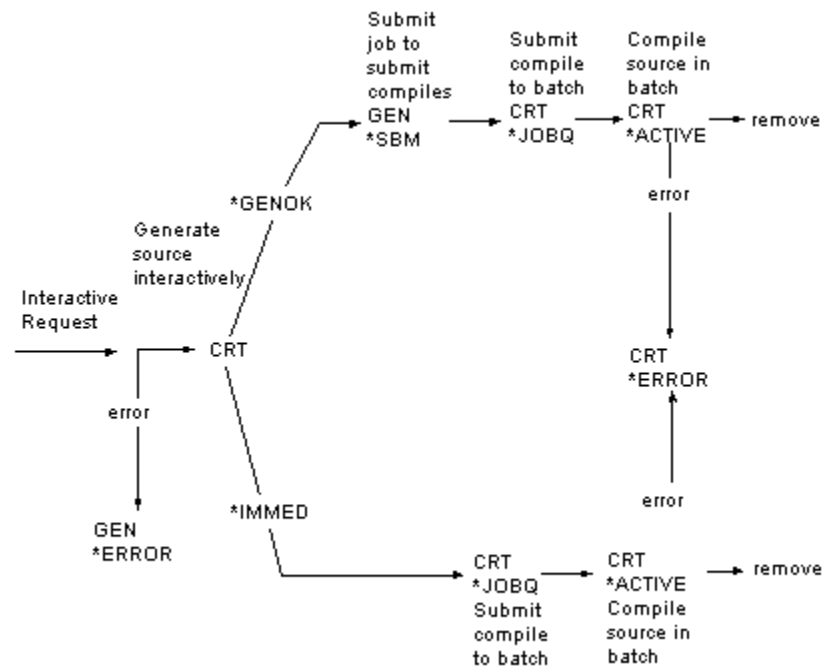 Submit
job to
submit
compiles
GEN
*SBM
Submit
compile
to batch
CRT
*JOBQ
Compile
source in
batch
CRT
*ACTIVE
remove
*GENOK
error
Generate
source
interactively
Interactive
Request
CRT
CRT
*ERROR
error
GEN
*ERROR
*IMMED
error
CRT
*JOBQ
Submit
compile
to batch
CRT
*ACTIVE
Compile
source in
batch
remove